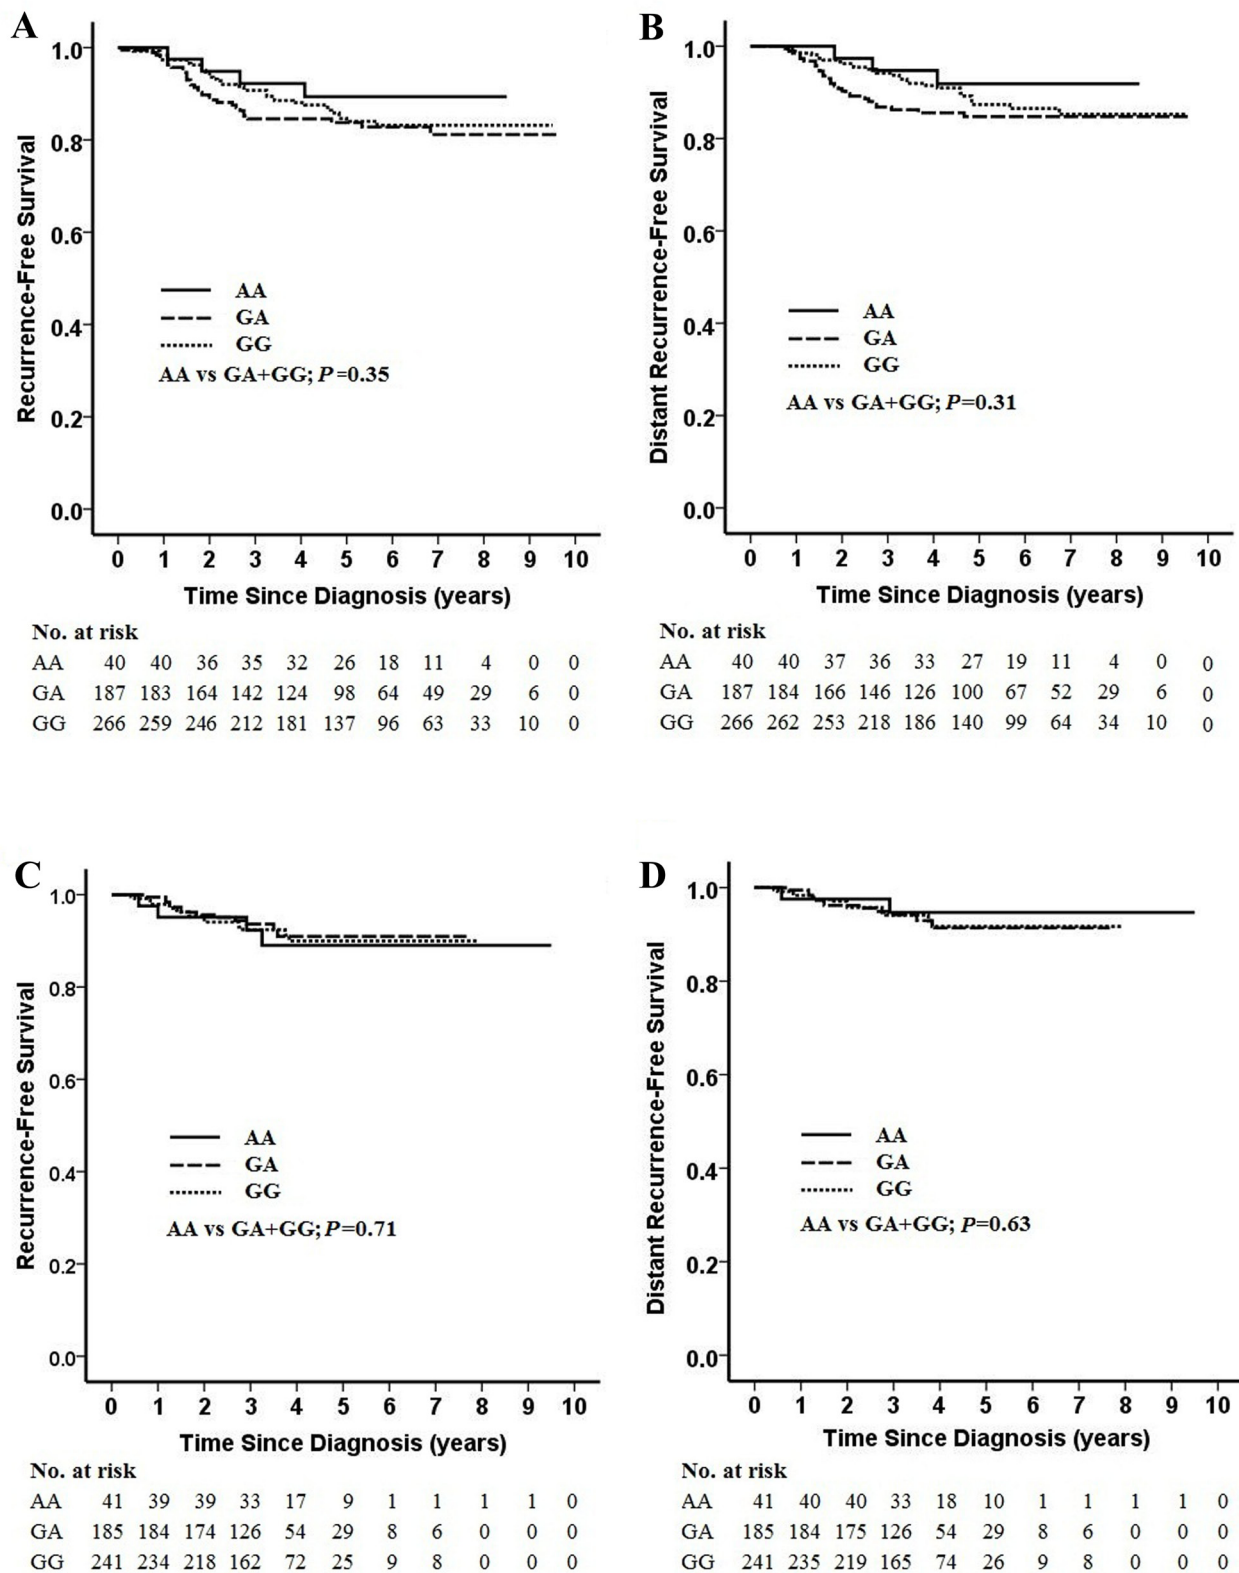 A
Recurrence-Free Survival
1.0
0.8
0.6
0.4
0.2
0.0
AA
GA
GG
AA vs GA+GG; P=0.35
0 1 2 3 4 5 6 7 8 9 10
Time Since Diagnosis (years)
No. at risk
AA 40 40 36 35 32 26 18 11 4 0 0
GA 187 183 164 142 124 98 64 49 29 6 0
GG 266 259 246 212 181 137 96 63 33 10 0
B
Distant Recurrence-Free Survival
1.0
0.8
0.6
0.4
0.2
0.0
AA
GA
GG
AA vs GA+GG; P=0.31
0 1 2 3 4 5 6 7 8 9 10
Time Since Diagnosis (years)
No. at risk
AA 40 40 37 36 33 27 19 11 4 0 0
GA 187 184 166 146 126 100 67 52 29 6 0
GG 266 262 253 218 186 140 99 64 34 10 0
C
Recurrence-Free Survival
1.0
0.8
0.6
0.4
0.2
0.0
AA
GA
GG
AA vs GA+GG; P=0.71
0 1 2 3 4 5 6 7 8 9 10
Time Since Diagnosis (years)
No. at risk
AA 41 39 39 33 17 9 1 1 1 1 0
GA 185 184 174 126 54 29 8 6 0 0 0
GG 241 234 218 162 72 25 9 8 0 0 0
D
Distant Recurrence-Free Survival
1.0
0.8
0.6
0.4
0.2
0.0
AA
GA
GG
AA vs GA+GG; P=0.63
0 1 2 3 4 5 6 7 8 9 10
Time Since Diagnosis (years)
No. at risk
AA 41 40 40 33 18 10 1 1 1 1 0
GA 185 184 175 126 54 29 8 6 0 0 0
GG 241 235 219 165 74 26 9 8 0 0 0